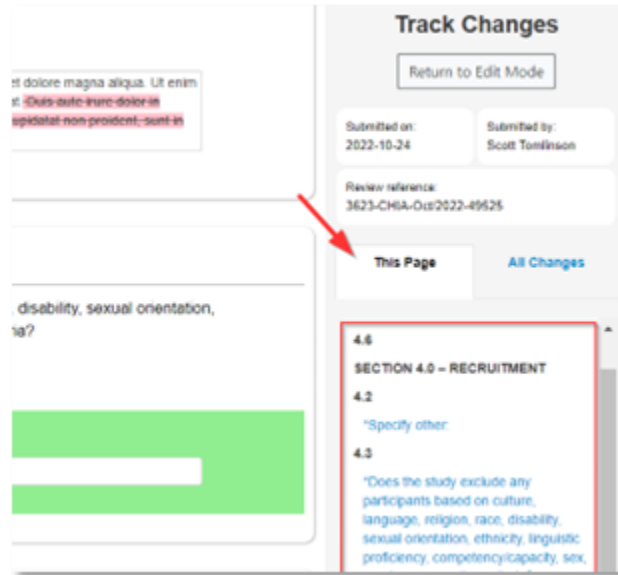 et dolore magna aliqua. Ut enim
at. Duis aute irure dolor in
cupidatat non proident, sunt in
, disability, sexual orientation,
na?
Track Changes
Return to Edit Mode
Submitted on:
2022-10-24
Submitted by:
Scott Tomlinson
Review reference:
3623-CHIA-Oct/2022-49525
This Page
All Changes
4.6
SECTION 4.0 – RECRUITMENT
4.2
*Specify other:
4.3
*Does the study exclude any
participants based on culture,
language, religion, race, disability,
sexual orientation, ethnicity, linguistic
proficiency, competency/capacity, sex,